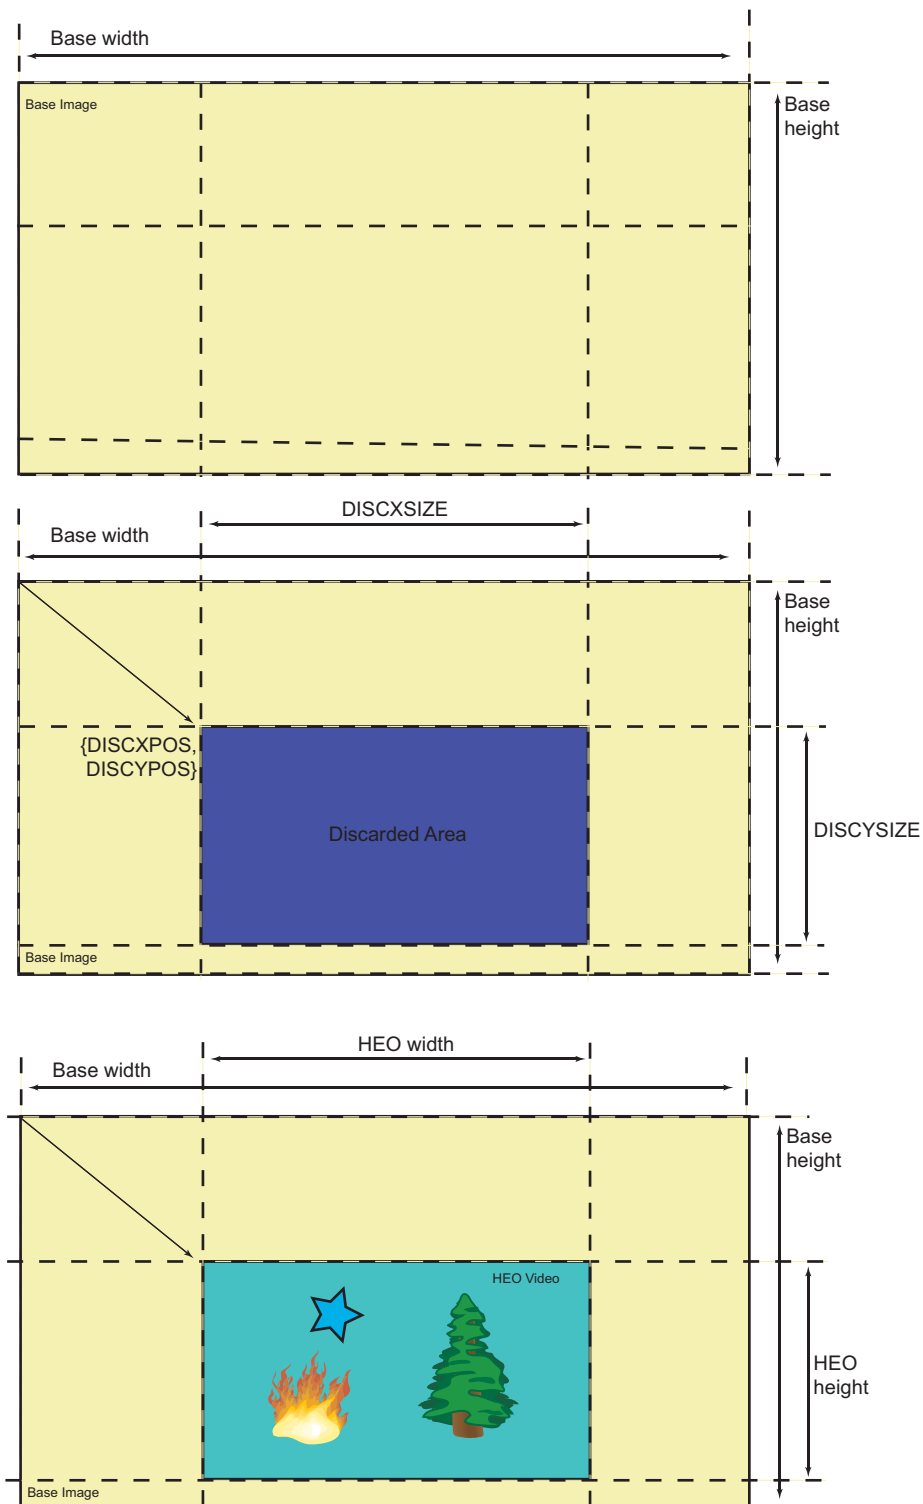 Base width
Base Image
Base
height
DISCXSIZE
Base width
Base
height
{DISCXPOS,
DISCYPOS}
Discarded Area
DISCYSIZE
Base Image
HEO width
Base width
Base
height
HEO Video
HEO
height
Base Image